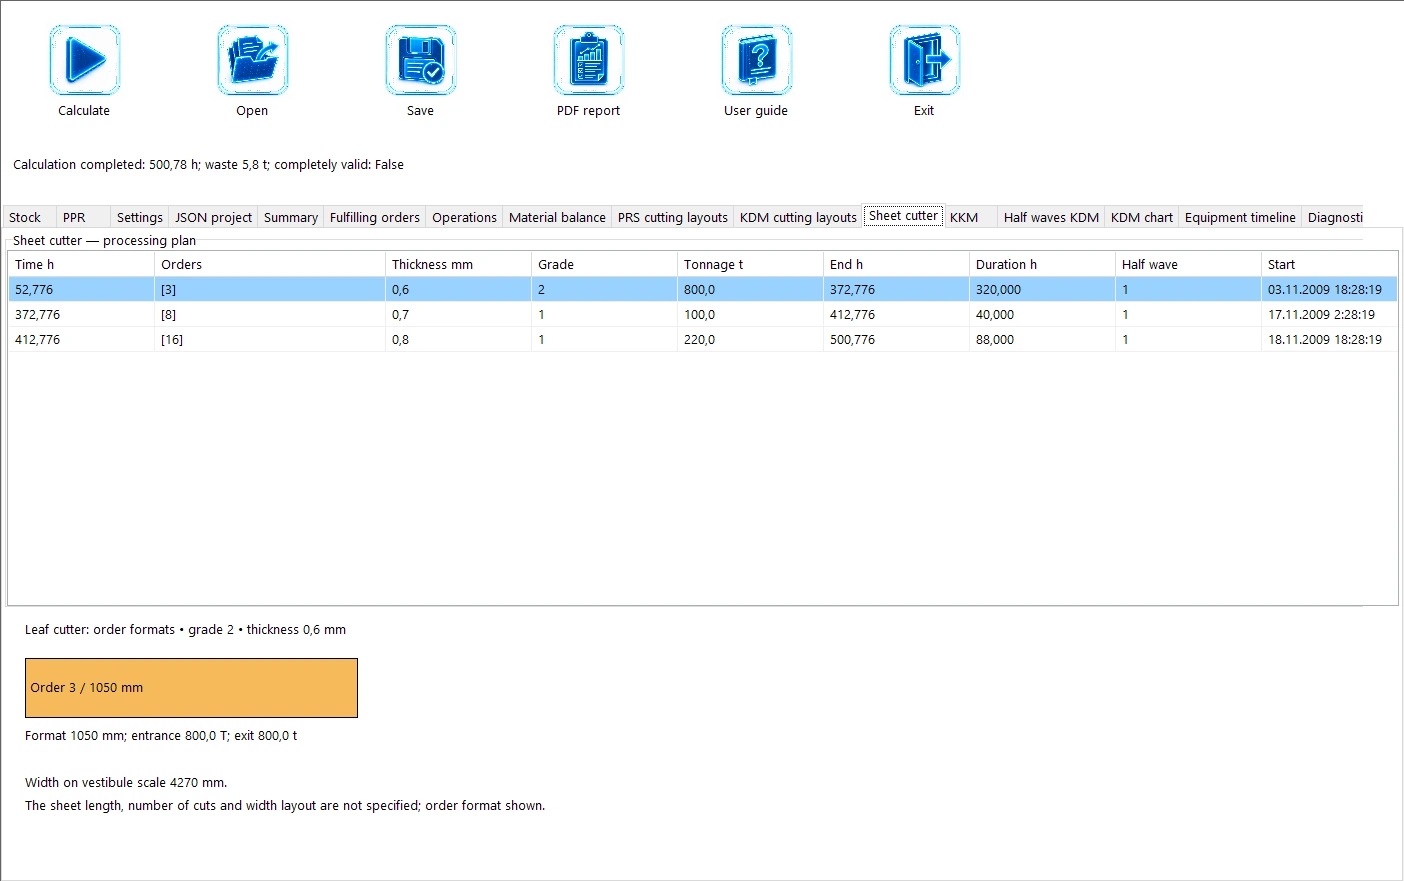 Calculate Open Save PDF report User guide Exit
Calculation completed: 500,78 h; waste 5,8 t; completely valid: False
Stock PPR Settings JSON project Summary Fulfilling orders Operations Material balance PRS cutting layouts KDM cutting layouts Sheet cutter KKM Half waves KDM KDM chart Equipment timeline Diagnosti
Sheet cutter — processing plan
Time h Orders Thickness mm Grade Tonnage t End h Duration h Half wave Start
52,776 [3] 0,6 2 800,0 372,776 320,000 1 03.11.2009 18:28:19
372,776 [8] 0,7 1 100,0 412,776 40,000 1 17.11.2009 2:28:19
412,776 [16] 0,8 1 220,0 500,776 88,000 1 18.11.2009 18:28:19
Leaf cutter: order formats • grade 2 • thickness 0,6 mm
Order 3 / 1050 mm
Format 1050 mm; entrance 800,0 T; exit 800,0 t
Width on vestibule scale 4270 mm.
The sheet length, number of cuts and width layout are not specified; order format shown.